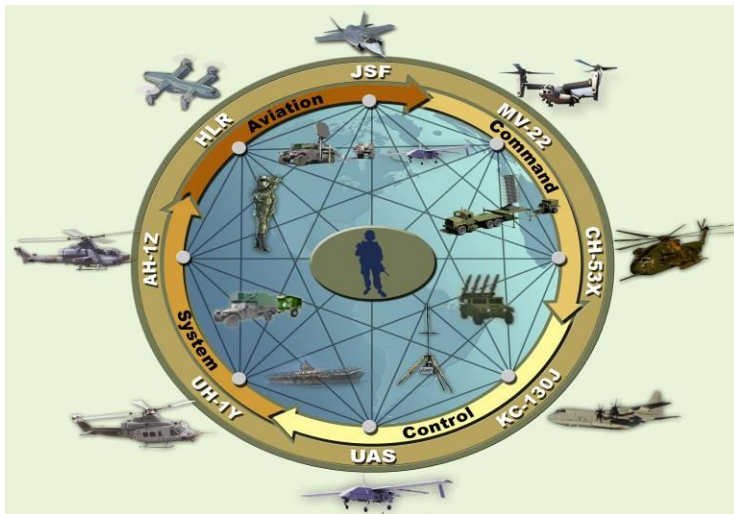 JSF
MV-22
CH-53X
KC-130J
UAS
UH-1Y
AH-1Z
HLR
Aviation
Command
Control
System